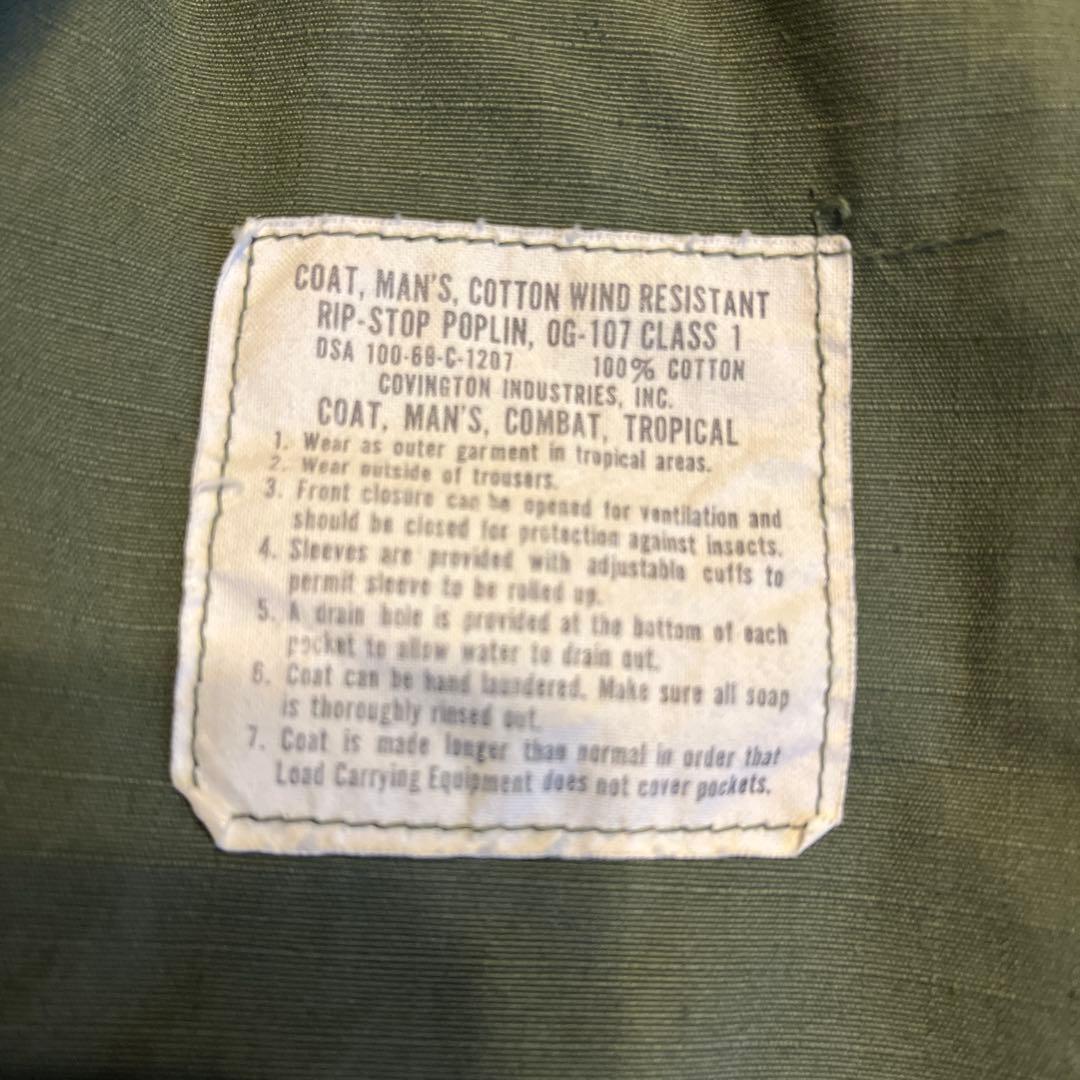 COAT, MAN'S, COTTON WIND RESISTANT
RIP-STOP POPLIN, OG-107 CLASS 1
DSA 100-69-C-1207 100% COTTON
COVINGTON INDUSTRIES, INC.
COAT, MAN'S, COMBAT, TROPICAL
1. Wear as outer garment in tropical areas.
2. Wear outside of trousers.
3. Front closure can be opened for ventilation and
should be closed for protection against insects.
4. Sleeves are provided with adjustable cuffs to
permit sleeve to be rolled up.
5. A drain hole is provided at the bottom of each
pocket to allow water to drain out.
6. Coat can be hand laundered. Make sure all soap
is thoroughly rinsed out.
7. Coat is made longer than normal in order that
Load Carrying Equipment does not cover pockets.